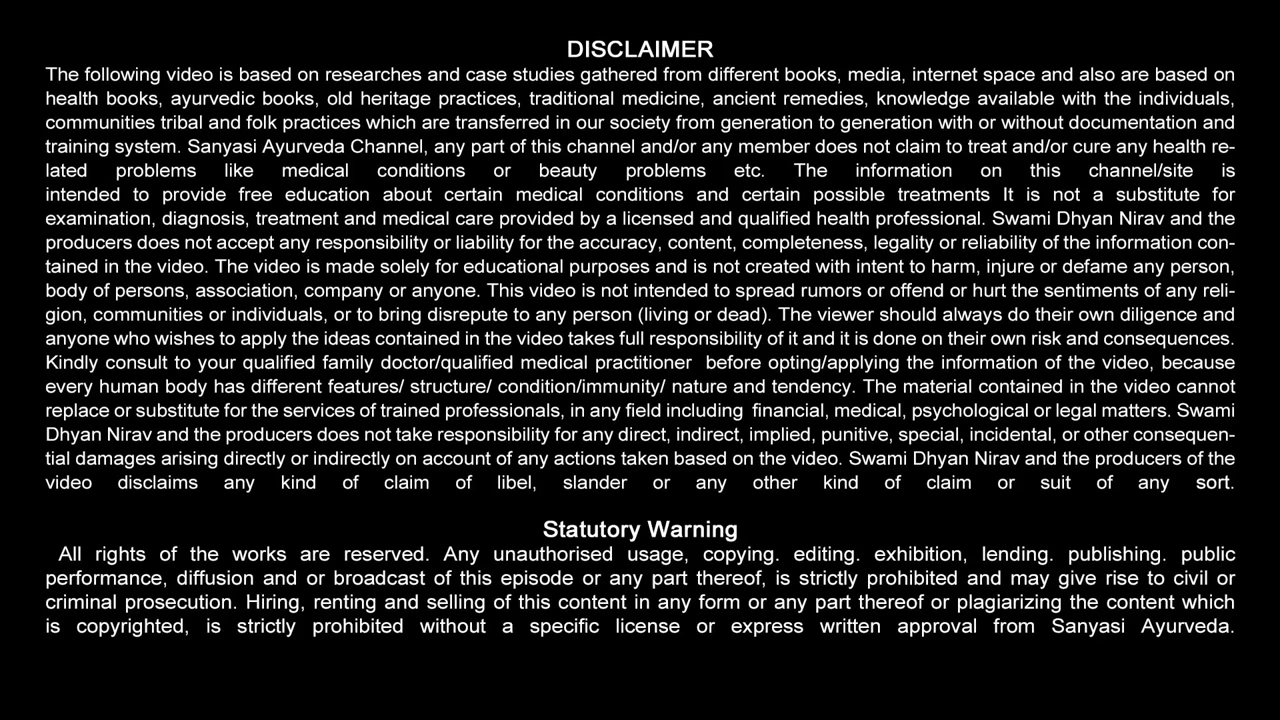 DISCLAIMER
The following video is based on researches and case studies gathered from different books, media, internet space and also are based on
health books, ayurvedic books, old heritage practices, traditional medicine, ancient remedies, knowledge available with the individuals,
communities tribal and folk practices which are transferred in our society from generation to generation with or without documentation and
training system. Sanyasi Ayurveda Channel, any part of this channel and/or any member does not claim to treat and/or cure any health re-
lated problems like medical conditions or beauty problems etc. The information on this channel/site is
intended to provide free education about certain medical conditions and certain possible treatments It is not a substitute for
examination, diagnosis, treatment and medical care provided by a licensed and qualified health professional. Swami Dhyan Nirav and the
producers does not accept any responsibility or liability for the accuracy, content, completeness, legality or reliability of the information con-
tained in the video. The video is made solely for educational purposes and is not created with intent to harm, injure or defame any person,
body of persons, association, company or anyone. This video is not intended to spread rumors or offend or hurt the sentiments of any reli-
gion, communities or individuals, or to bring disrepute to any person (living or dead). The viewer should always do their own diligence and
anyone who wishes to apply the ideas contained in the video takes full responsibility of it and it is done on their own risk and consequences.
Kindly consult to your qualified family doctor/qualified medical practitioner before opting/applying the information of the video, because
every human body has different features/ structure/ condition/immunity/ nature and tendency. The material contained in the video cannot
replace or substitute for the services of trained professionals, in any field including financial, medical, psychological or legal matters. Swami
Dhyan Nirav and the producers does not take responsibility for any direct, indirect, implied, punitive, special, incidental, or other consequen-
tial damages arising directly or indirectly on account of any actions taken based on the video. Swami Dhyan Nirav and the producers of the
video disclaims any kind of claim of libel, slander or any other kind of claim or suit of any sort.
Statutory Warning
All rights of the works are reserved. Any unauthorised usage, copying. editing. exhibition, lending. publishing. public
performance, diffusion and or broadcast of this episode or any part thereof, is strictly prohibited and may give rise to civil or
criminal prosecution. Hiring, renting and selling of this content in any form or any part thereof or plagiarizing the content which
is copyrighted, is strictly prohibited without a specific license or express written approval from Sanyasi Ayurveda.